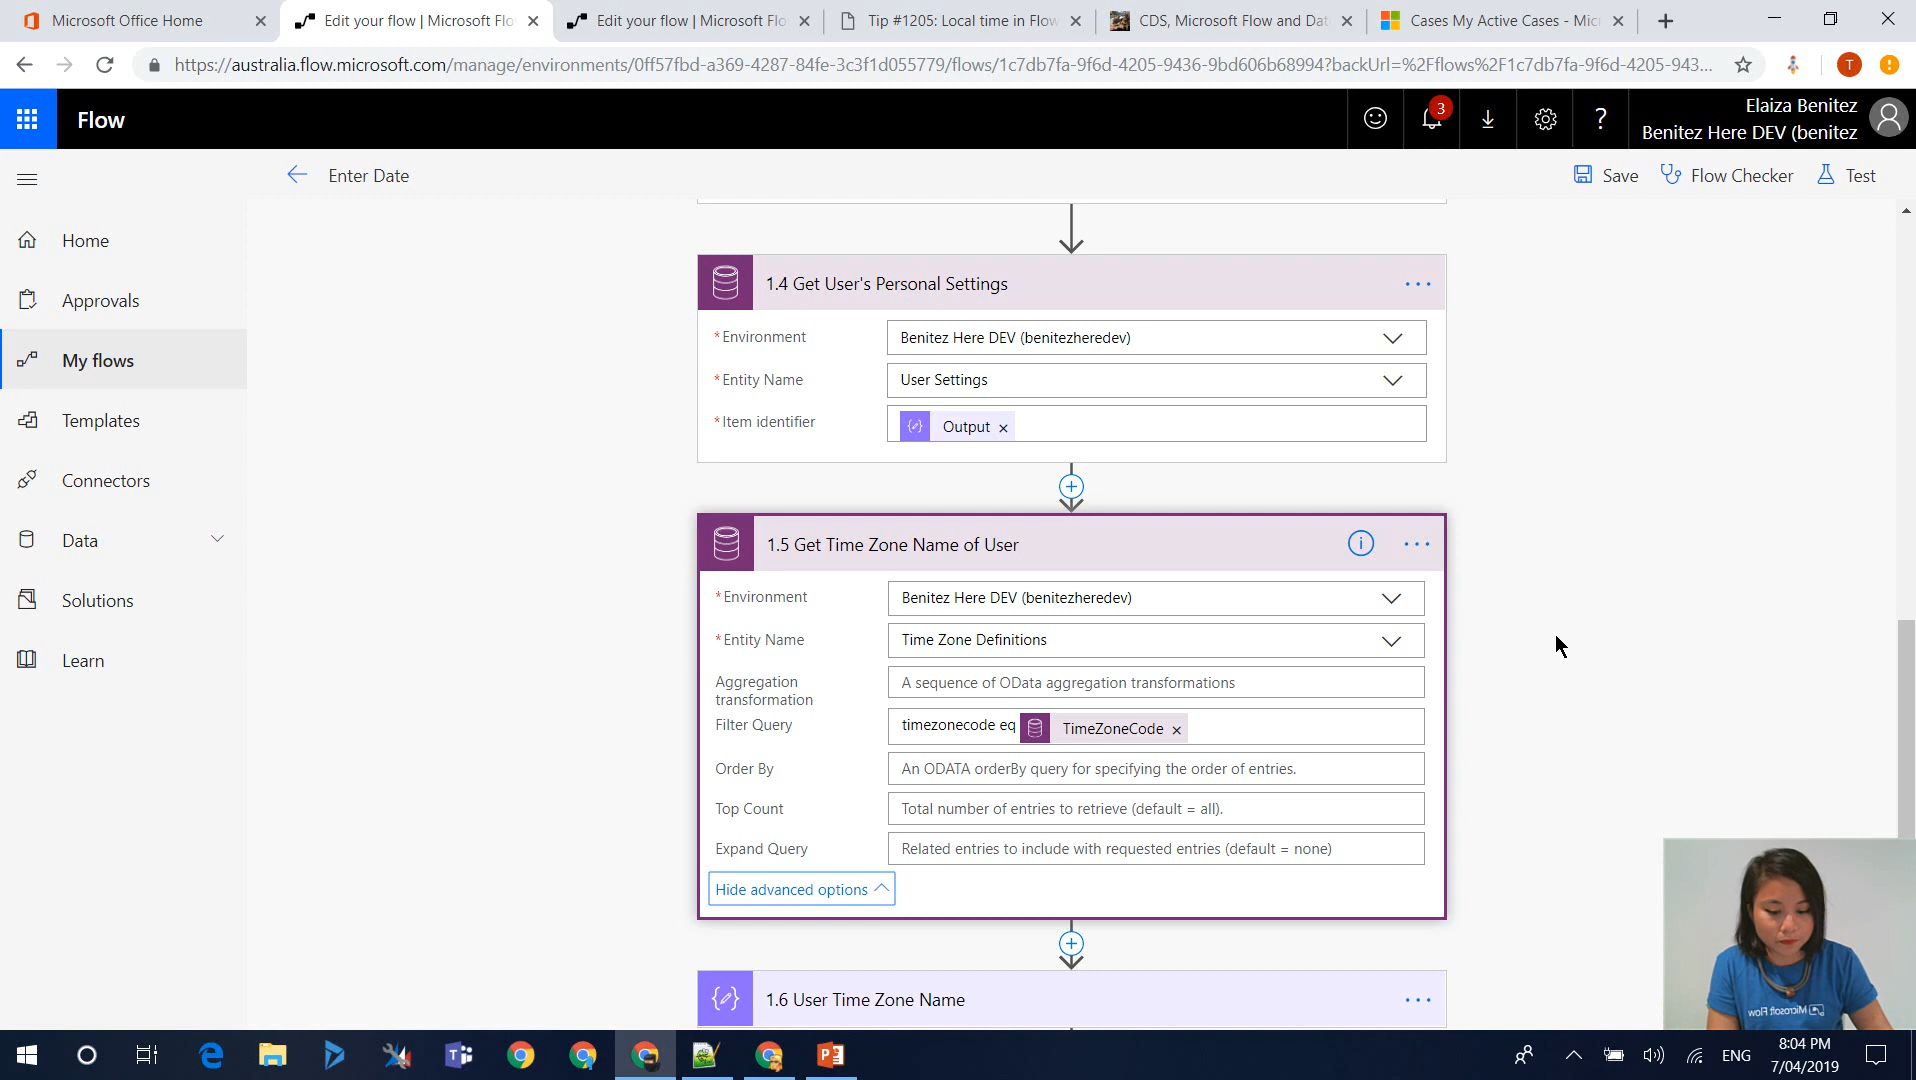 Microsoft Office Home
Edit your flow | Microsoft Flo
Edit your flow | Microsoft Flo
Tip #1205: Local time in Flow
CDS, Microsoft Flow and Dat
Cases My Active Cases - Mic
https://australia.flow.microsoft.com/manage/environments/0ff57fbd-a369-4287-84fe-3c3f1d055779/flows/1c7db7fa-9f6d-4205-9436-9bd606b68994?backUrl=%2Fflows%2F1c7db7fa-9f6d-4205-943...
T
Flow
3
?
Elaiza Benitez
Benitez Here DEV (benitez
Enter Date
Save
Flow Checker
Test
Home
Approvals
My flows
Templates
Connectors
Data
Solutions
Learn
1.4 Get User's Personal Settings
*Environment
Benitez Here DEV (benitezheredev)
*Entity Name
User Settings
*Item identifier
Output
1.5 Get Time Zone Name of User
*Environment
Benitez Here DEV (benitezheredev)
*Entity Name
Time Zone Definitions
Aggregation
transformation
A sequence of OData aggregation transformations
Filter Query
timezonecode eq TimeZoneCode
Order By
An ODATA orderBy query for specifying the order of entries.
Top Count
Total number of entries to retrieve (default = all).
Expand Query
Related entries to include with requested entries (default = none)
Hide advanced options
1.6 User Time Zone Name
Microsoft Flow
ENG
8:04 PM
7/04/2019